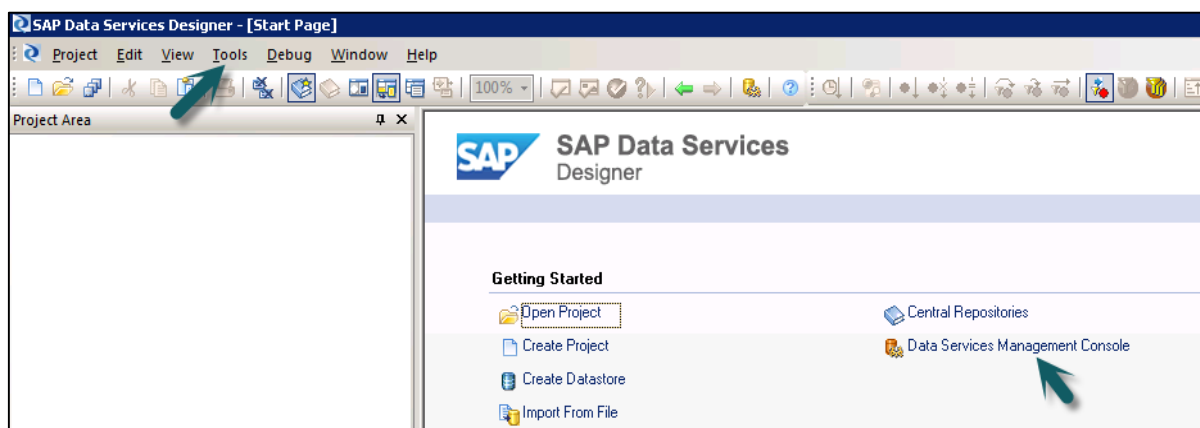 SAP Data Services Designer - [Start Page]
Project Edit View Tools Debug Window Help
100%
Project Area
SAP
SAP Data Services
Designer
Getting Started
Open Project
Central Repositories
Create Project
Data Services Management Console
Create Datastore
Import From File